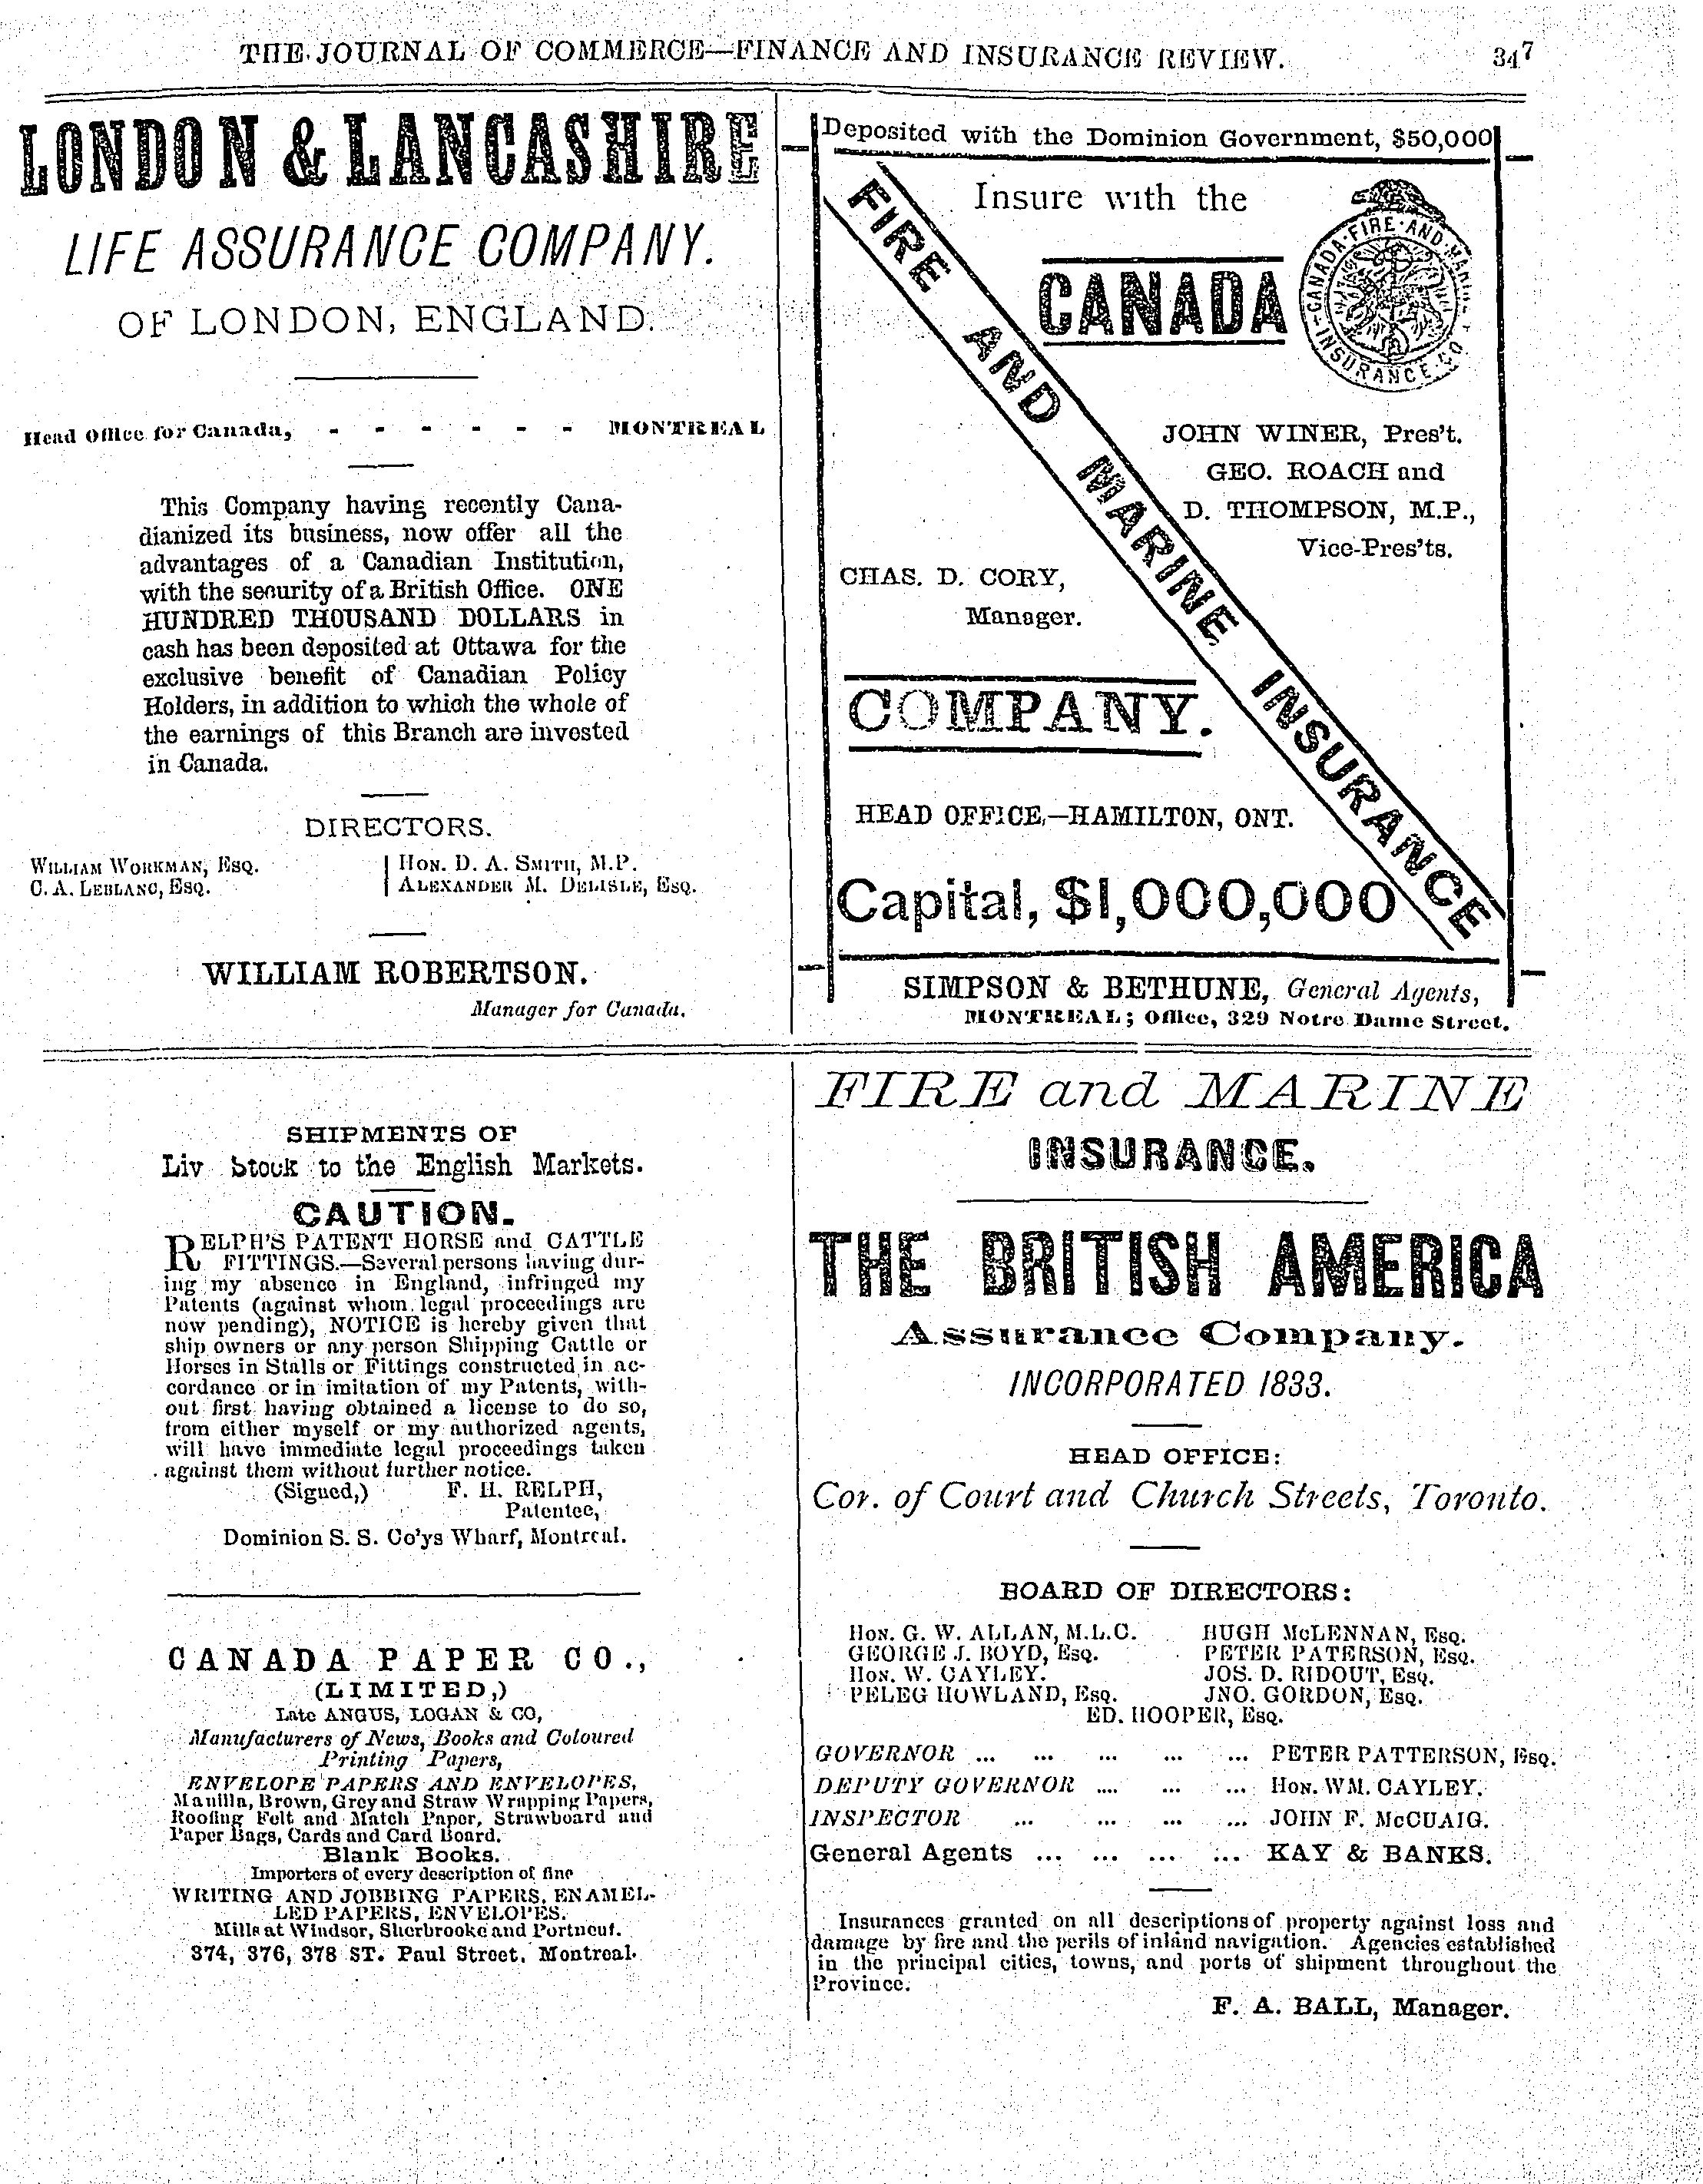 THE JOURNAL OF COMMERCE—FINANCE AND INSURANCE REVIEW. 347
LONDON & LANCASHIRE
LIFE ASSURANCE COMPANY.
OF LONDON, ENGLAND.
Head Office for Canada, - - - - - - MONTREAL
This Company having recently Cana-
dianized its business, now offer all the
advantages of a Canadian Institution,
with the security of a British Office. ONE
HUNDRED THOUSAND DOLLARS in
cash has been deposited at Ottawa for the
exclusive benefit of Canadian Policy
Holders, in addition to which the whole of
the earnings of this Branch are invested
in Canada.
DIRECTORS.
WILLIAM WORKMAN, ESQ.
C. A. LEBLANC, ESQ.
HON. D. A. SMITH, M.P.
ALEXANDER M. DELISLE, ESQ.
WILLIAM ROBERTSON.
Manager for Canada.
Deposited with the Dominion Government, $50,000
Insure with the
CANADA
CANADA FIRE AND MARINE INSURANCE CO
FIRE AND MARINE INSURANCE
JOHN WINER, Pres't.
GEO. ROACH and
D. THOMPSON, M.P.,
Vice-Pres'ts.
CHAS. D. CORY,
Manager.
COMPANY.
HEAD OFFICE,—HAMILTON, ONT.
Capital, $1,000,000
SIMPSON & BETHUNE, General Agents,
MONTREAL; Office, 329 Notre Dame Street.
SHIPMENTS OF
Liv Stock to the English Markets.
CAUTION.
RELPH'S PATENT HORSE and CATTLE
FITTINGS.—Several persons having dur-
ing my absence in England, infringed my
Patents (against whom legal proceedings are
now pending), NOTICE is hereby given that
ship owners or any person Shipping Cattle or
Horses in Stalls or Fittings constructed in ac-
cordance or in imitation of my Patents, with-
out first having obtained a license to do so,
from either myself or my authorized agents,
will have immediate legal proceedings taken
against them without further notice.
(Signed,) F. H. RELPH,
Patentee,
Dominion S. S. Co'ys Wharf, Montreal.
CANADA PAPER CO.,
(LIMITED,)
Late ANGUS, LOGAN & CO,
Manufacturers of News, Books and Coloured
Printing Papers,
ENVELOPE PAPERS AND ENVELOPES,
Manilla, Brown, Grey and Straw Wrapping Papers,
Roofing Felt and Match Paper, Strawboard and
Paper Bags, Cards and Card Board.
Blank Books.
Importers of every description of fine
WRITING AND JOBBING PAPERS, ENAMEL-
LED PAPERS, ENVELOPES.
Mills at Windsor, Sherbrooke and Portneuf.
374, 376, 378 ST. Paul Street, Montreal.
FIRE and MARINE
INSURANCE.
THE BRITISH AMERICA
Assurance Company.
INCORPORATED 1833.
HEAD OFFICE:
Cor. of Court and Church Streets, Toronto.
BOARD OF DIRECTORS:
HON. G. W. ALLAN, M.L.C. HUGH McLENNAN, ESQ.
GEORGE J. BOYD, ESQ. PETER PATERSON, ESQ.
HON. W. CAYLEY. JOS. D. RIDOUT, ESQ.
PELEG HOWLAND, ESQ. JNO. GORDON, ESQ.
ED. HOOPER, ESQ.
GOVERNOR ... ... ... ... ... PETER PATTERSON, ESQ.
DEPUTY GOVERNOR .... ... ... HON. WM. CAYLEY.
INSPECTOR ... ... ... ... JOHN F. McCUAIG.
General Agents ... ... ... ... KAY & BANKS.
Insurances granted on all descriptions of property against loss and
damage by fire and the perils of inland navigation. Agencies established
in the principal cities, towns, and ports of shipment throughout the
Province.
F. A. BALL, Manager.